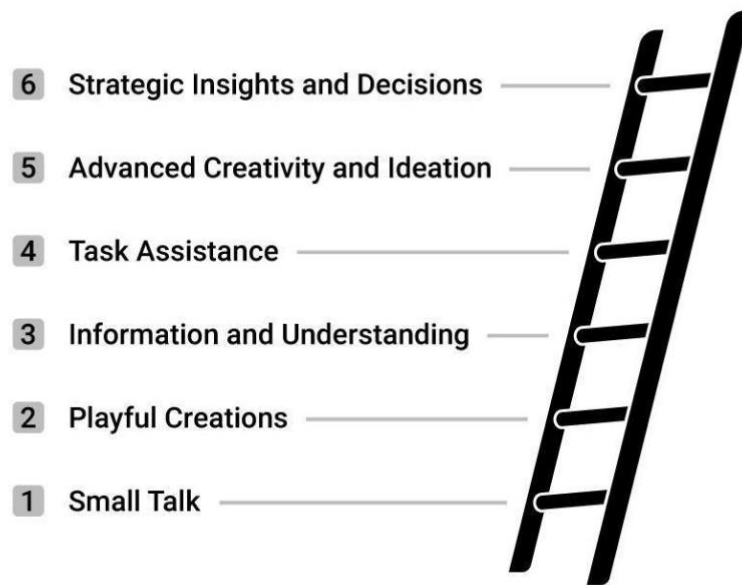 6 Strategic Insights and Decisions
5 Advanced Creativity and Ideation
4 Task Assistance
3 Information and Understanding
2 Playful Creations
1 Small Talk